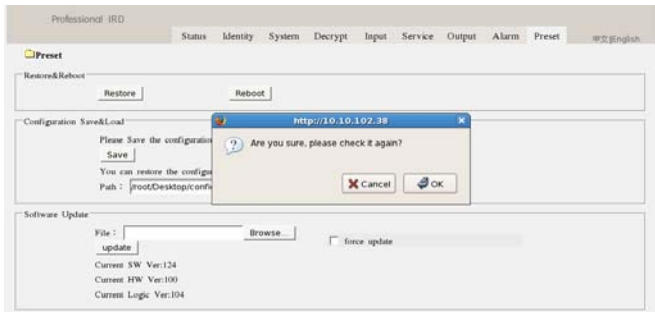 Professional IRD
Status Identity System Decrypt Input Service Output Alarm Preset 中文|English
Preset
Restore&Reboot
Restore Reboot
Configuration Save&Load
http://10.10.102.38
Please Save the configuration
Are you sure, please check it again?
Save
You can restore the configu
Path : /root/Desktop/confi
Cancel OK
Software Update
File : Browse...
force update
update
Current SW Ver:124
Current HW Ver:100
Current Logic Ver:104